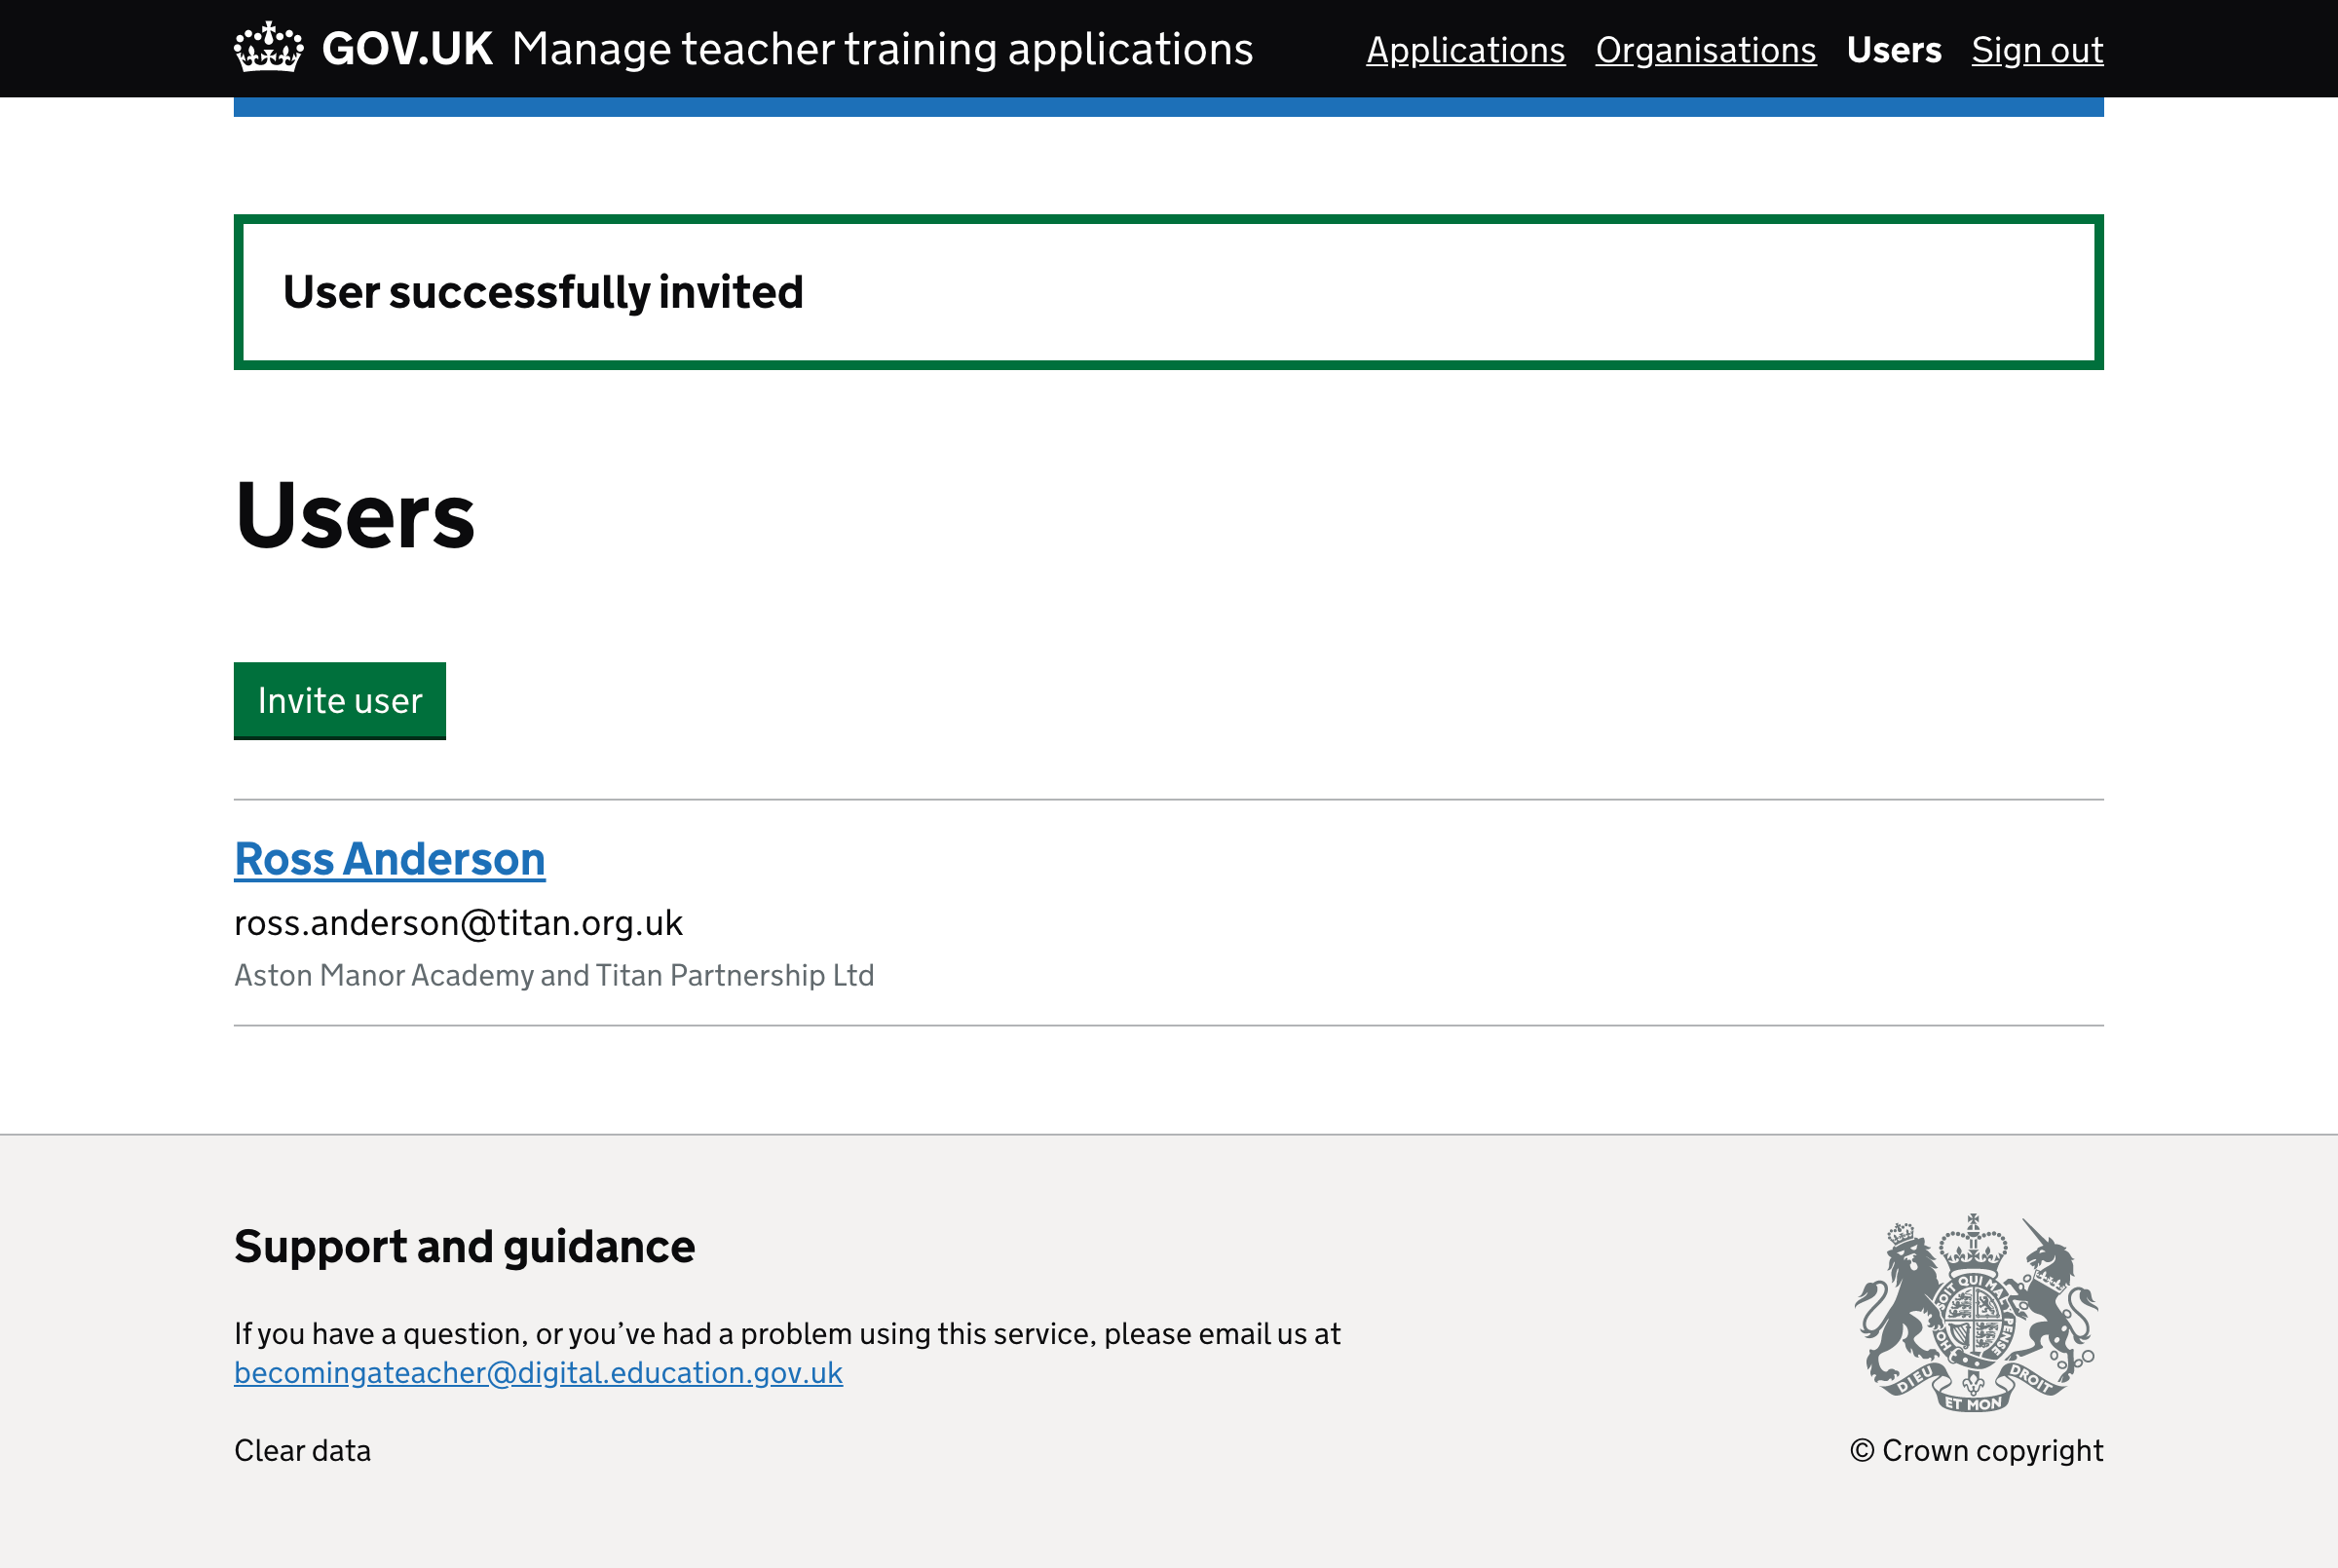 GOV.UK Manage teacher training applications Applications Organisations Users Sign out
User successfully invited
Users
Invite user
Ross Anderson
ross.anderson@titan.org.uk
Aston Manor Academy and Titan Partnership Ltd
Support and guidance
If you have a question, or you’ve had a problem using this service, please email us at
becomingateacher@digital.education.gov.uk
SOIT QUI MAL Y PENSE
DIEU ET MON DROIT
Clear data
© Crown copyright